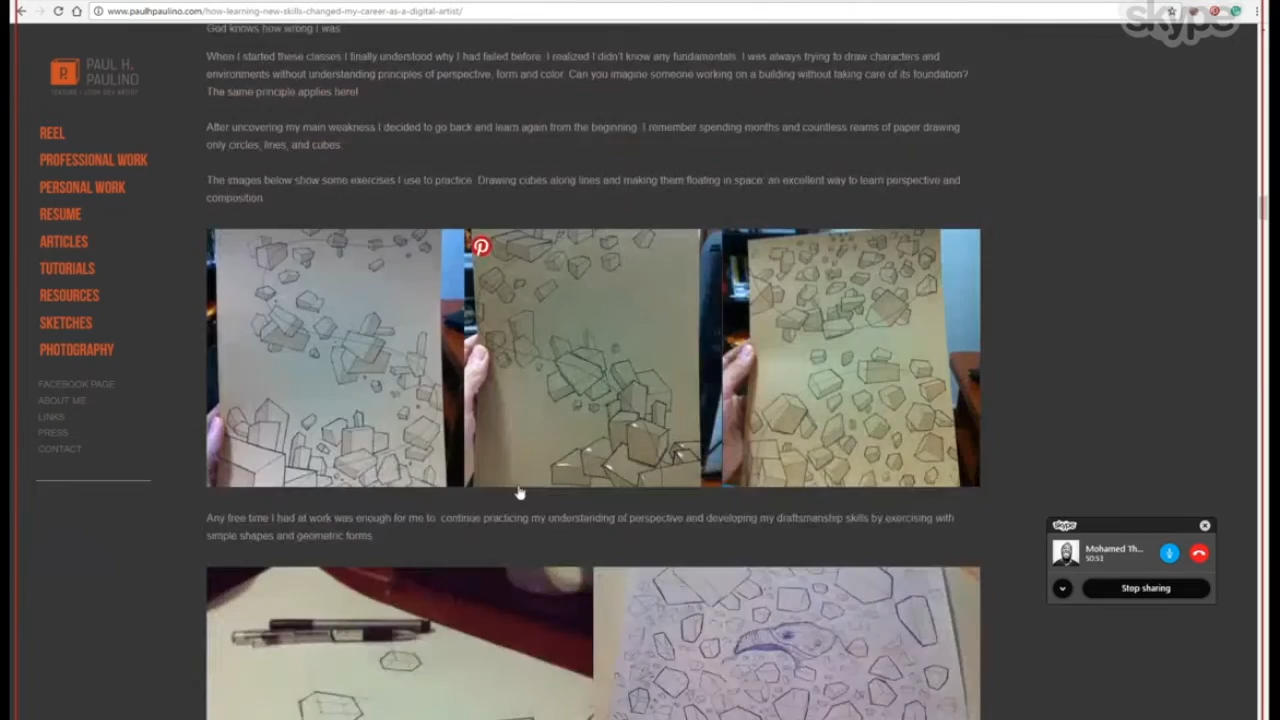 www.paulhpaulino.com/how-learning-new-skills-changed-my-career-as-a-digital-artist/
skype
God knows how wrong I was.
When I started these classes I finally understood why I had failed before. I realized I didn't know any fundamentals. I was always trying to draw characters and
environments without understanding principles of perspective, form and color. Can you imagine someone working on a building without taking care of its foundation?
The same principle applies here!
After uncovering my main weakness I decided to go back and learn again from the beginning. I remember spending months and countless reams of paper drawing
only circles, lines, and cubes.
The images below show some exercises I use to practice. Drawing cubes along lines and making them floating in space: an excellent way to learn perspective and
composition.
Any free time I had at work was enough for me to continue practicing my understanding of perspective and developing my draftsmanship skills by exercising with
simple shapes and geometric forms.
P.
PAUL H.
PAULINO
TEXTURE / LOOK DEV ARTIST
REEL
PROFESSIONAL WORK
PERSONAL WORK
RESUME
ARTICLES
TUTORIALS
RESOURCES
SKETCHES
PHOTOGRAPHY
FACEBOOK PAGE
ABOUT ME
LINKS
PRESS
CONTACT
skype
Mohamed Th...
50:51
Stop sharing